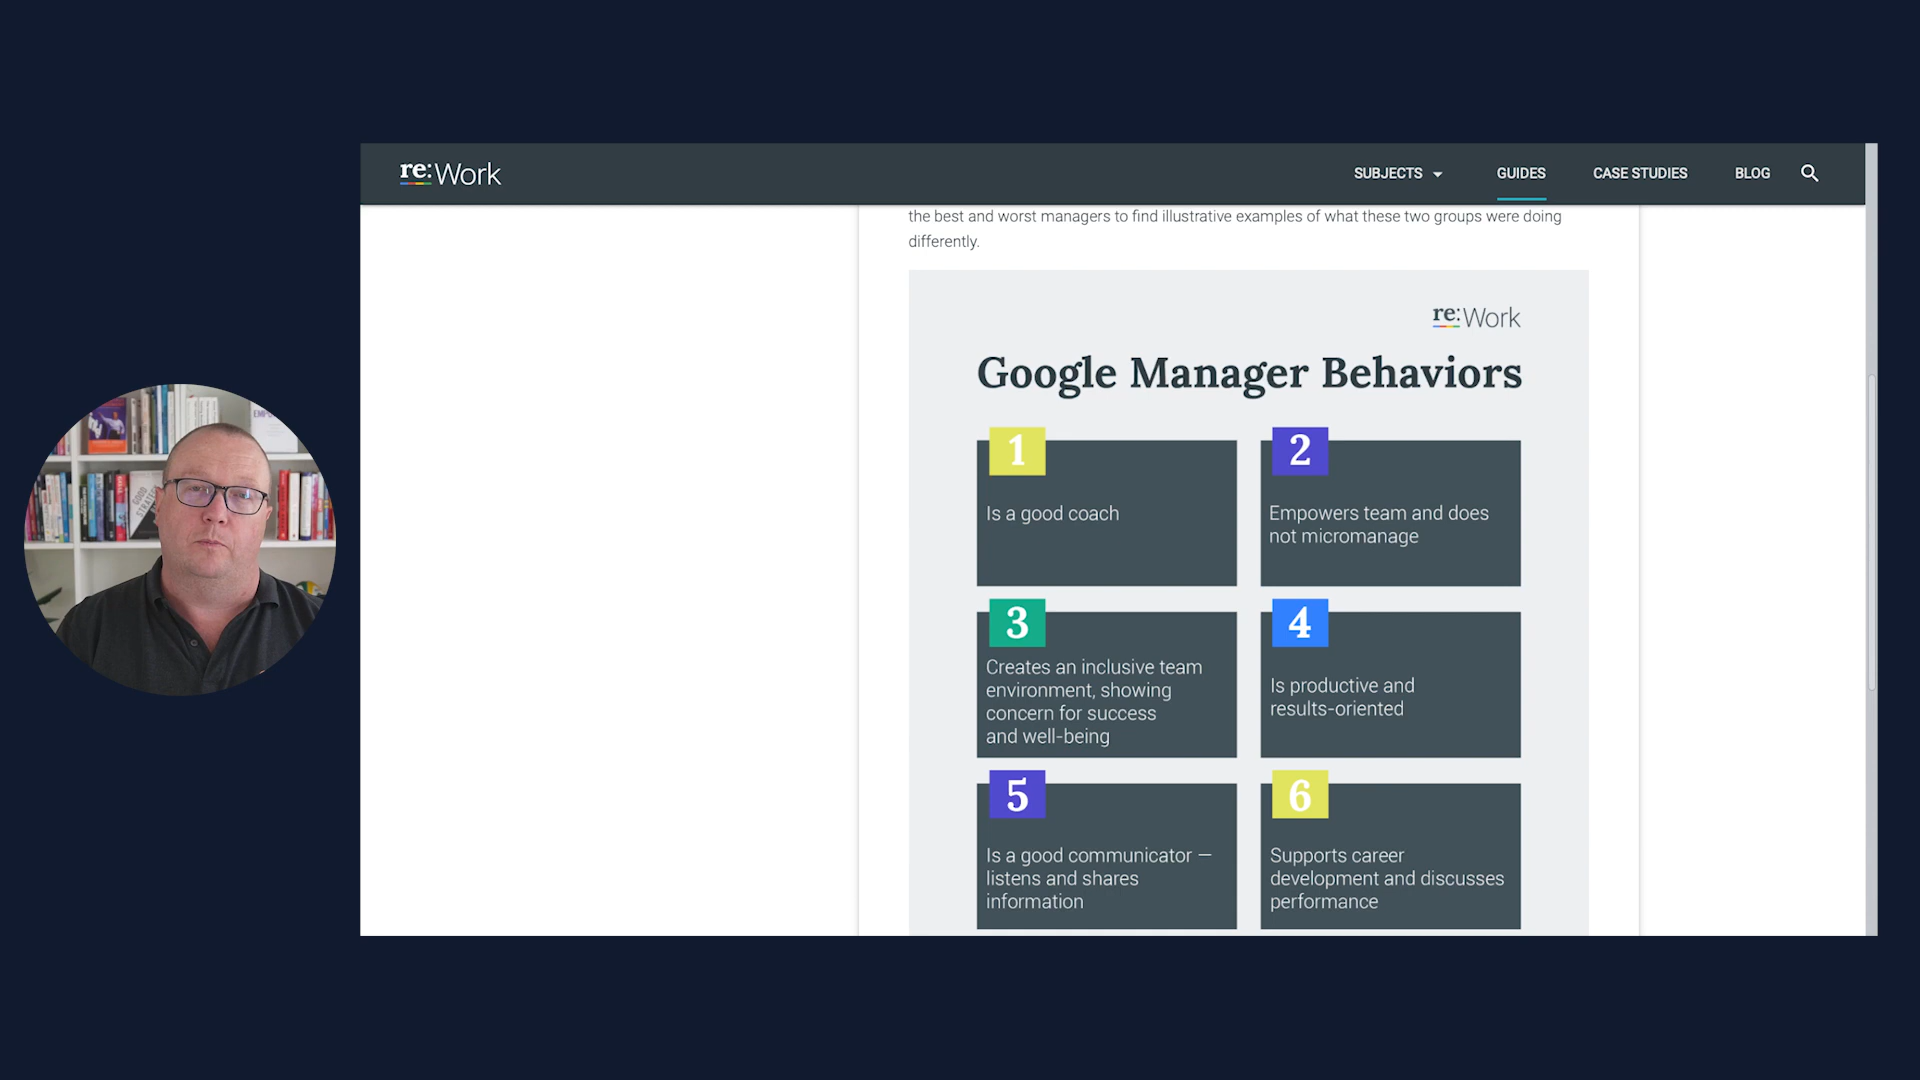 re:Work
SUBJECTS
GUIDES
CASE STUDIES
BLOG
the best and worst managers to find illustrative examples of what these two groups were doing
differently.
re:Work
Google Manager Behaviors
1
Is a good coach
2
Empowers team and does
not micromanage
3
Creates an inclusive team
environment, showing
concern for success
and well-being
4
Is productive and
results-oriented
5
Is a good communicator —
listens and shares
information
6
Supports career
development and discusses
performance
GOOD